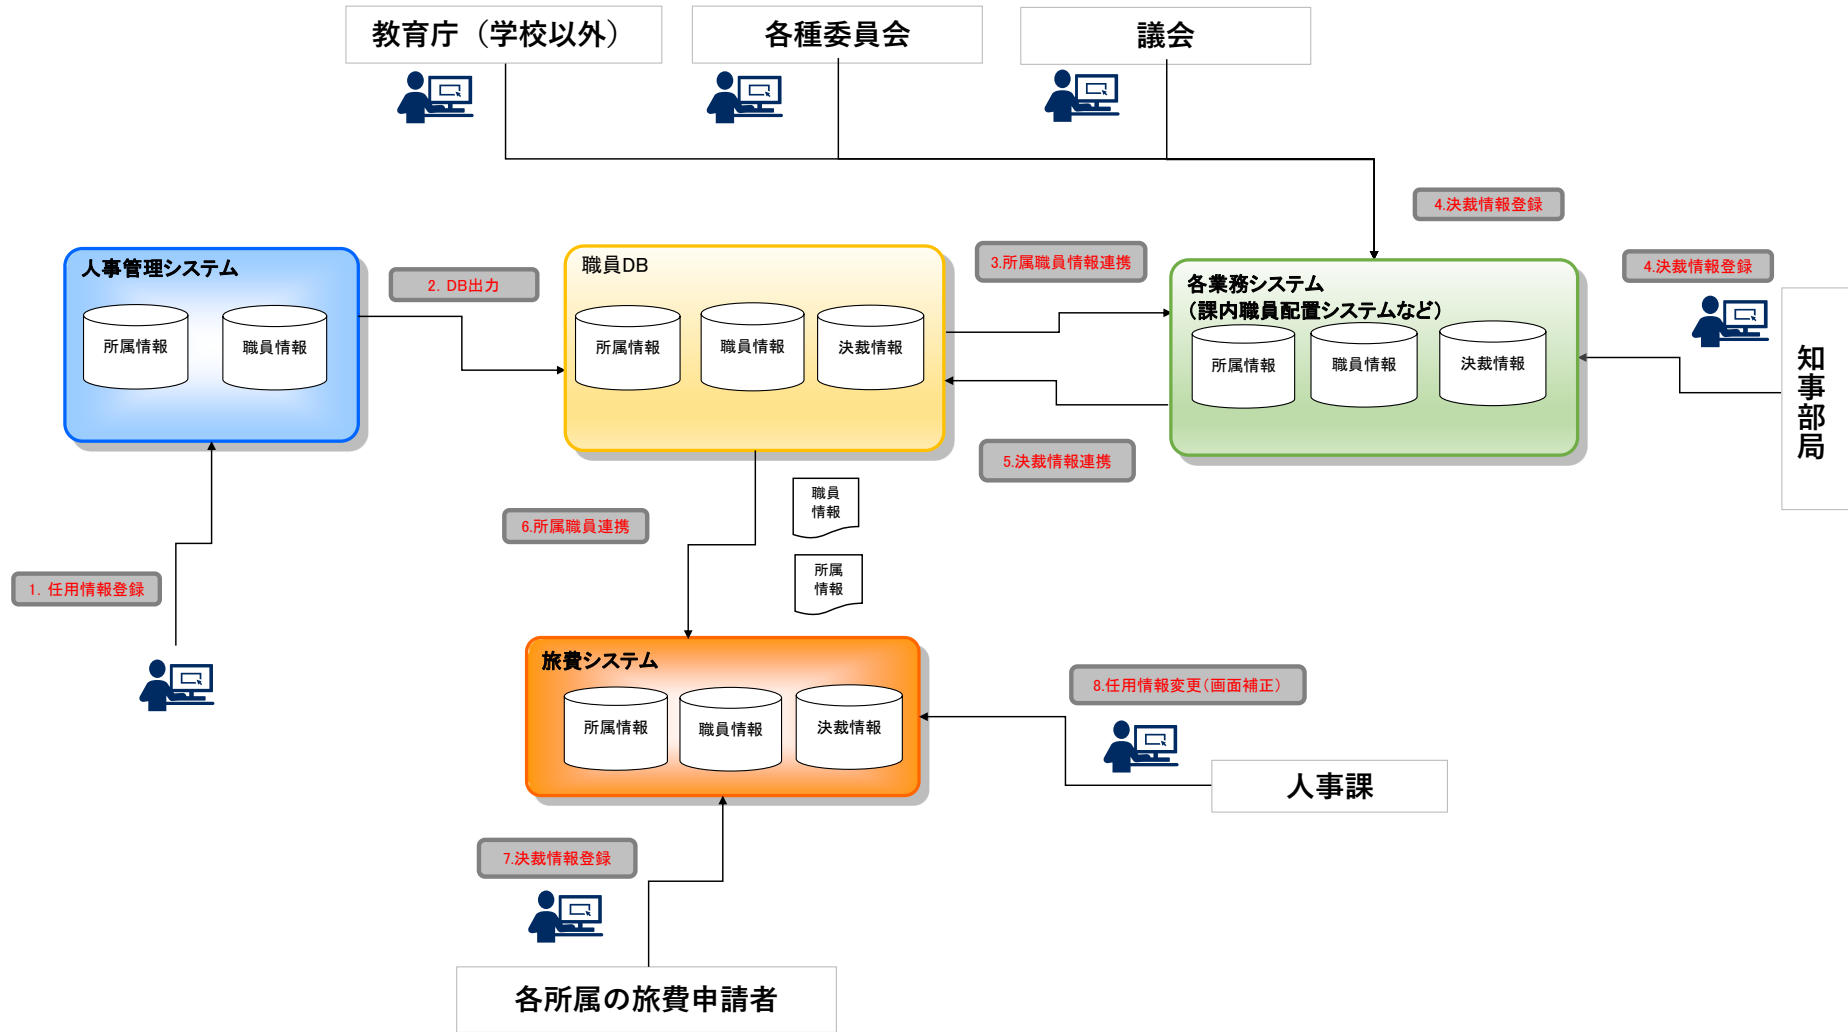 教育庁（学校以外）
各種委員会
議会
4.決裁情報登録
4.決裁情報登録
知事部局
人事管理システム
所属情報
職員情報
2. DB出力
職員DB
所属情報
職員情報
決裁情報
3.所属職員情報連携
各業務システム
（課内職員配置システムなど）
所属情報
職員情報
決裁情報
5.決裁情報連携
職員
情報
6.所属職員連携
所属
情報
1. 任用情報登録
旅費システム
所属情報
職員情報
決裁情報
8.任用情報変更（画面補正）
人事課
7.決裁情報登録
各所属の旅費申請者